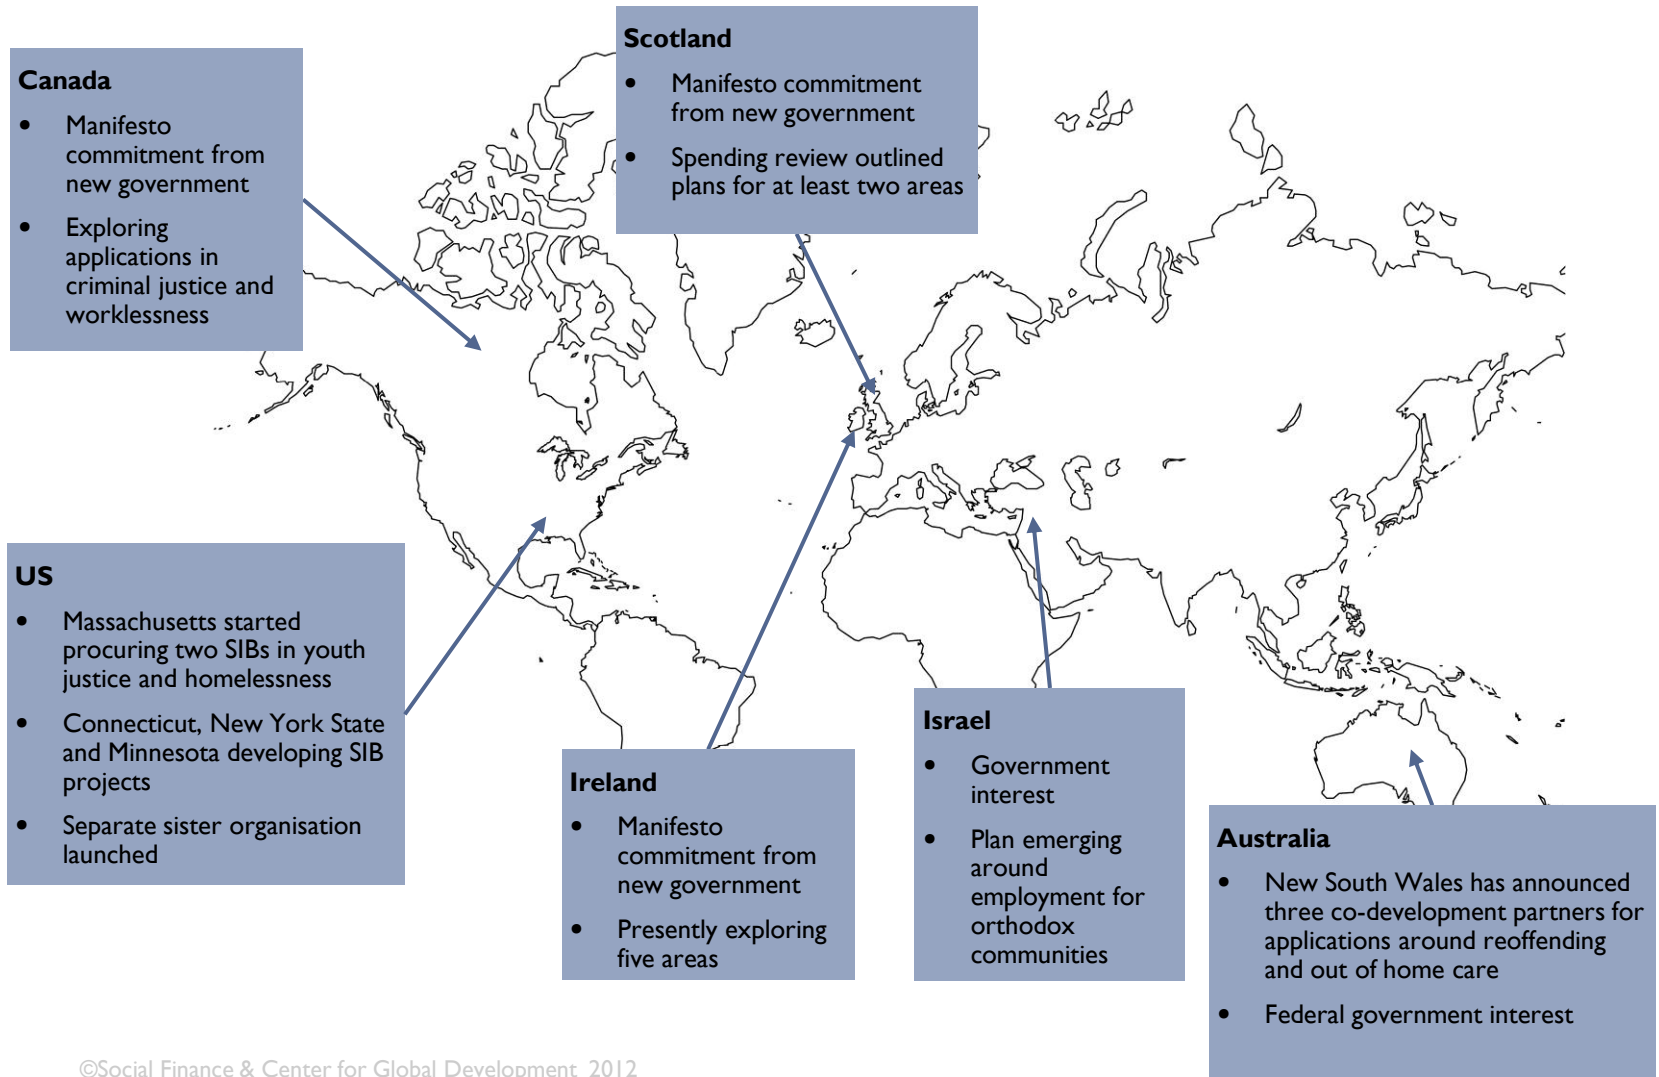 Scotland
• Manifesto commitment
from new government
• Spending review outlined
plans for at least two areas
Canada
• Manifesto
commitment from
new government
• Exploring
applications in
criminal justice and
worklessness
US
• Massachusetts started
procuring two SIBs in youth
justice and homelessness
• Connecticut, New York State
and Minnesota developing SIB
projects
• Separate sister organisation
launched
Ireland
• Manifesto
commitment from
new government
• Presently exploring
five areas
Israel
• Government
interest
• Plan emerging
around
employment for
orthodox
communities
Australia
• New South Wales has announced
three co-development partners for
applications around reoffending
and out of home care
• Federal government interest
©Social Finance & Center for Global Development 2012